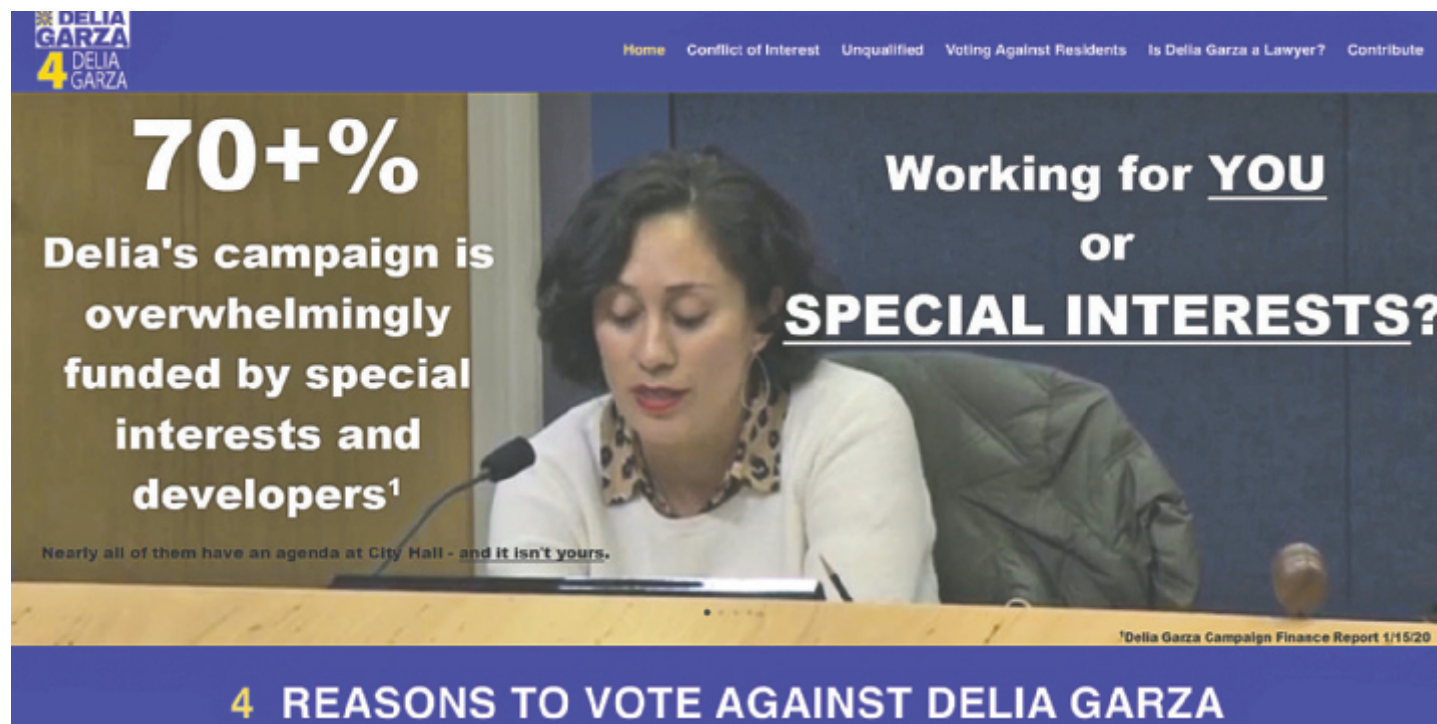 DELIA
GARZA
4 DELIA
GARZA
Home Conflict of Interest Unqualified Voting Against Residents Is Delia Garza a Lawyer? Contribute
70+%
Delia's campaign is
overwhelmingly
funded by special
interests and
developers¹
Nearly all of them have an agenda at City Hall - and it isn't yours.
Working for YOU
or
SPECIAL INTERESTS?
¹Delia Garza Campaign Finance Report 1/15/20
4 REASONS TO VOTE AGAINST DELIA GARZA